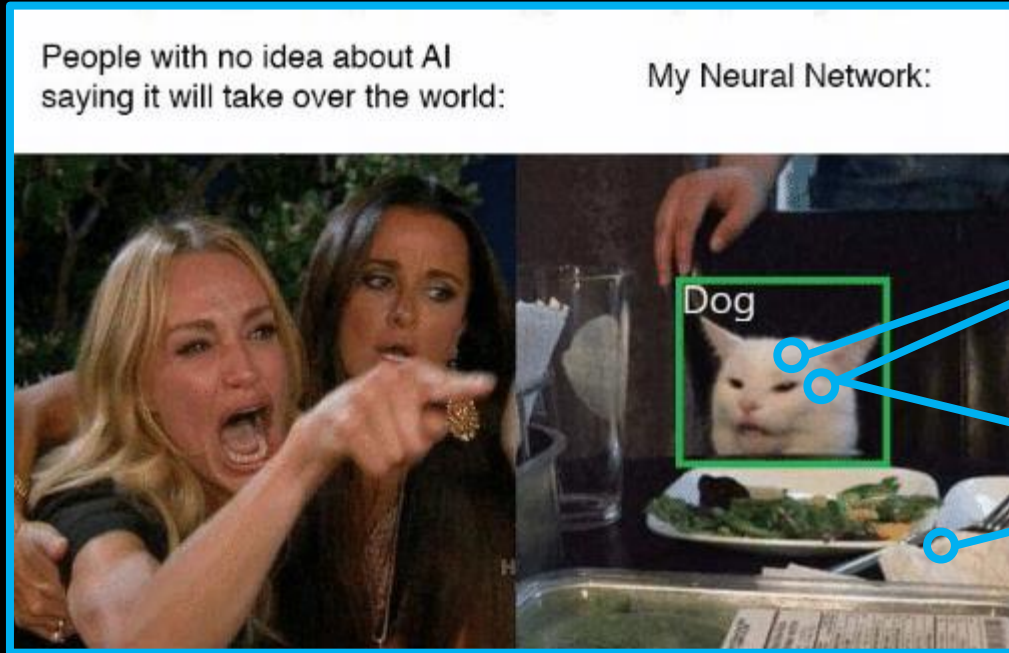 People with no idea about AI
saying it will take over the world:
My Neural Network:
Dog